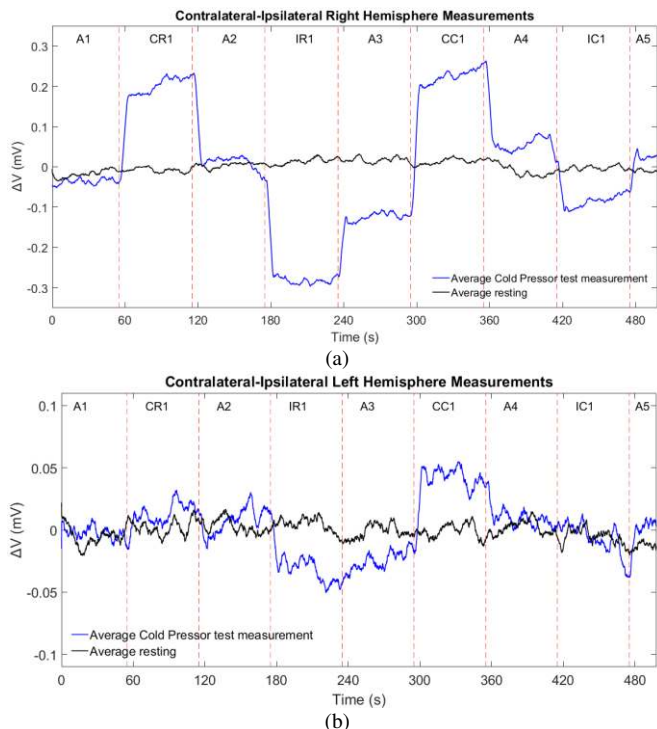 Contralateral-Ipsilateral Right Hemisphere Measurements
A1 CR1 A2 IR1 A3 CC1 A4 IC1 A5
0.3
0.2
0.1
0
-0.1
-0.2
-0.3
ΔV (mV)
Average Cold Pressor test measurement
Average resting
0 60 120 180 240 300 360 420 480
Time (s)
(a)
Contralateral-Ipsilateral Left Hemisphere Measurements
0.1
A1 CR1 A2 IR1 A3 CC1 A4 IC1 A5
0.05
0
-0.05
-0.1
ΔV (mV)
Average Cold Pressor test measurement
Average resting
0 60 120 180 240 300 360 420 480
Time (s)
(b)